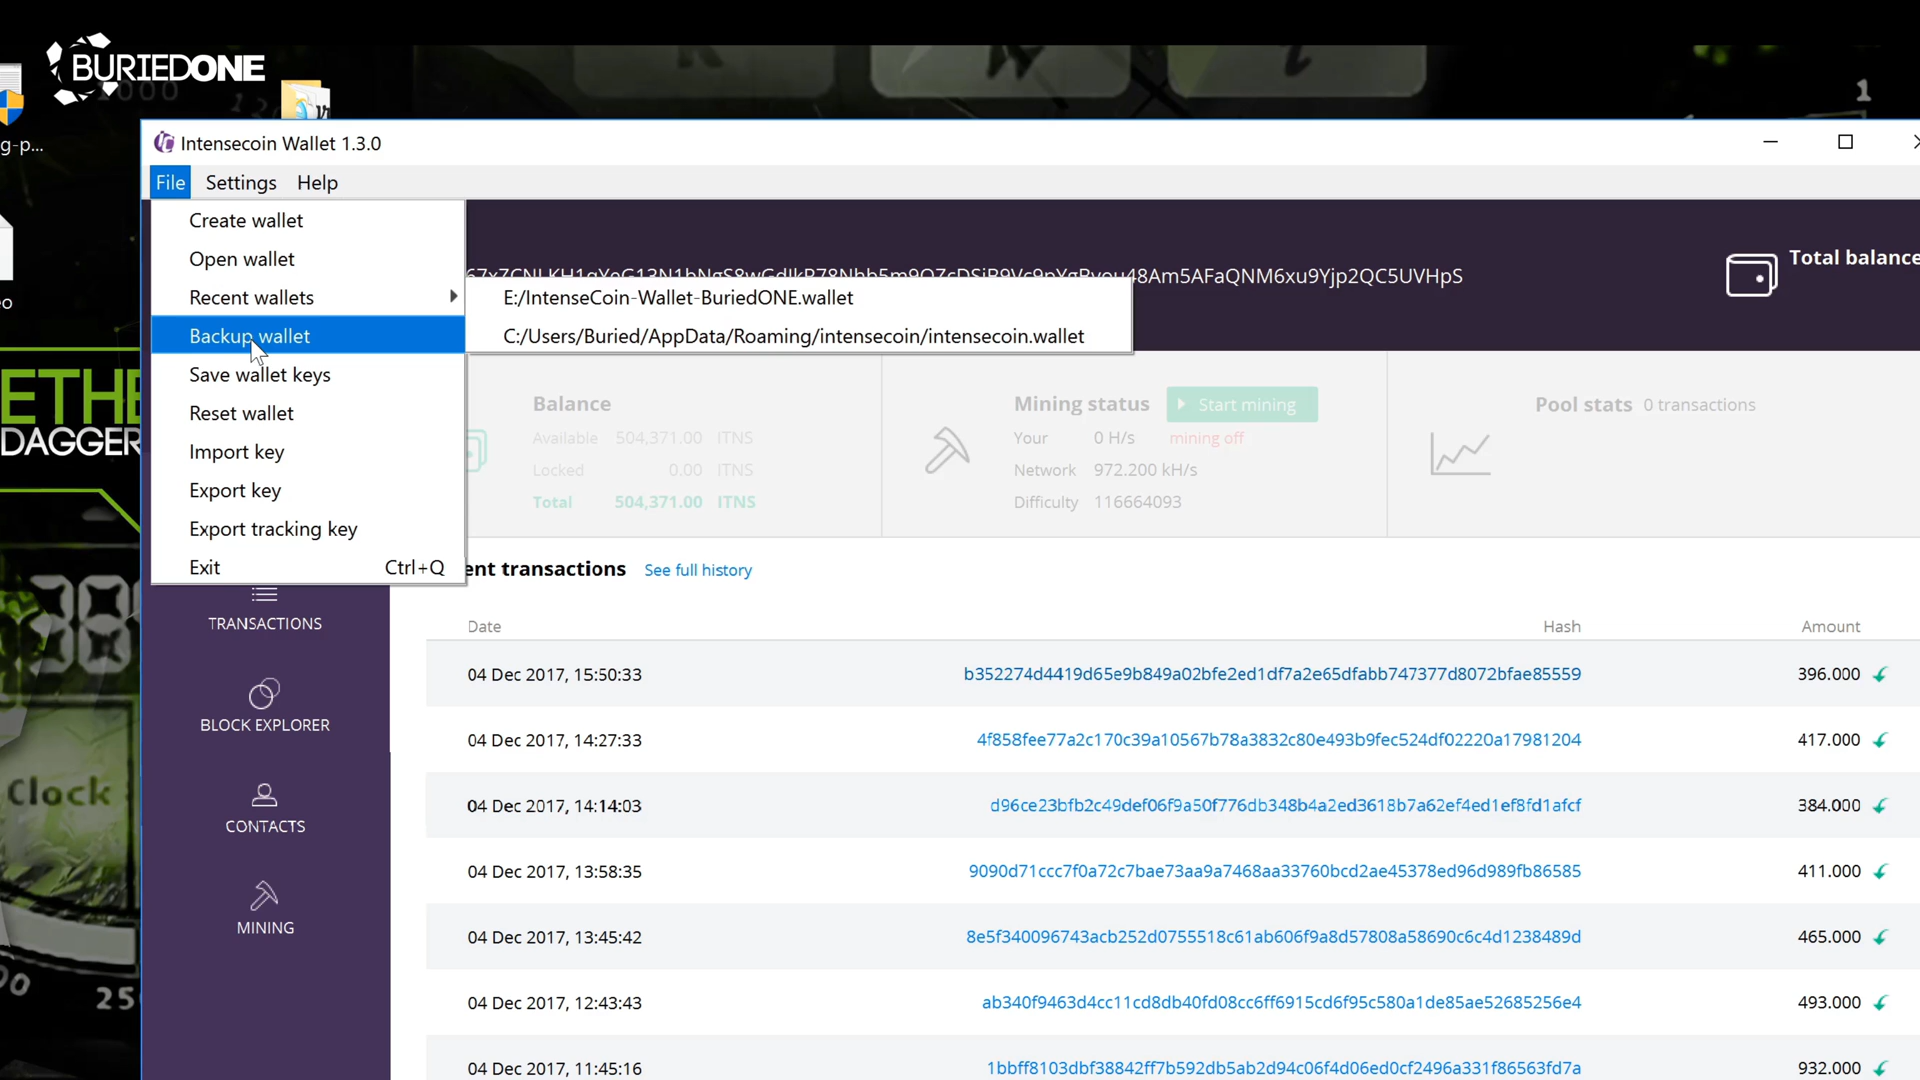 BURIEDONE
g-p...
Intensecoin Wallet 1.3.0
File Settings Help
Create wallet
Open wallet
Recent wallets
Backup wallet
Save wallet keys
Reset wallet
Import key
Export key
Export tracking key
Exit Ctrl+Q
E:/IntenseCoin-Wallet-BuriedONE.wallet
C:/Users/Buried/AppData/Roaming/intensecoin/intensecoin.wallet
48Am5AFaQNM6xu9Yjp2QC5UVHpS
Total balance
Balance
Available 504,371.00 ITNS
Locked 0.00 ITNS
Total 504,371.00 ITNS
Mining status Start mining
Your 0 H/s mining off
Network 972.200 kH/s
Difficulty 116664093
Pool stats 0 transactions
ent transactions See full history
TRANSACTIONS
BLOCK EXPLORER
CONTACTS
MINING
Date Hash Amount
04 Dec 2017, 15:50:33 b352274d4419d65e9b849a02bfe2ed1df7a2e65dfabb747377d8072bfae85559 396.000
04 Dec 2017, 14:27:33 4f858fee77a2c170c39a10567b78a3832c80e493b9fec524df02220a17981204 417.000
04 Dec 2017, 14:14:03 d96ce23bfb2c49def06f9a50f776db348b4a2ed3618b7a62ef4ed1ef8fd1afcf 384.000
04 Dec 2017, 13:58:35 9090d71ccc7f0a72c7bae73aa9a7468aa33760bcd2ae45378ed96d989fb86585 411.000
04 Dec 2017, 13:45:42 8e5f340096743acb252d0755518c61ab606f9a8d57808a58690c6c4d1238489d 465.000
04 Dec 2017, 12:43:43 ab340f9463d4cc11cd8db40fd08cc6ff6915cd6f95c580a1de85ae52685256e4 493.000
04 Dec 2017, 11:45:16 1bbff8103dbf38842ff7b592db5ab2d94c06f4d06ed0cf2496a331f86563fd7a 932.000
ETHE
DAGGER
Clock
25
1